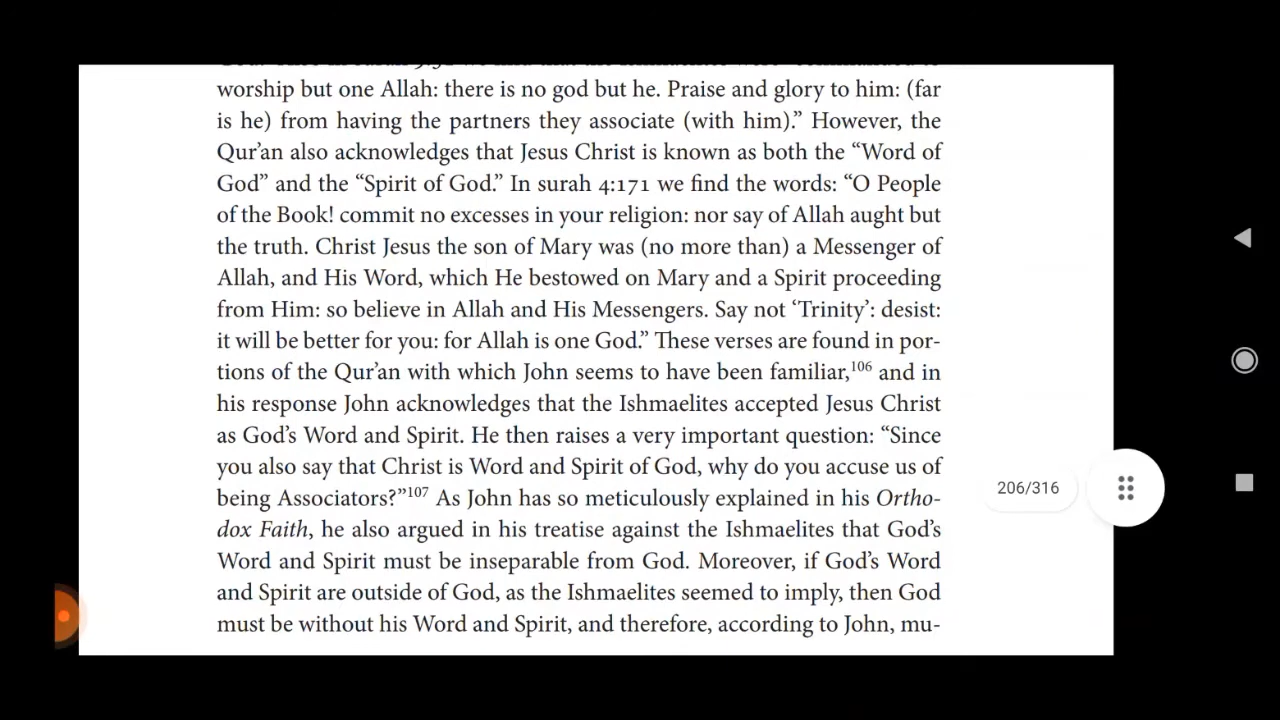 worship but one Allah: there is no god but he. Praise and glory to him: (far
is he) from having the partners they associate (with him).” However, the
Qur’an also acknowledges that Jesus Christ is known as both the “Word of
God” and the “Spirit of God.” In surah 4:171 we find the words: “O People
of the Book! commit no excesses in your religion: nor say of Allah aught but
the truth. Christ Jesus the son of Mary was (no more than) a Messenger of
Allah, and His Word, which He bestowed on Mary and a Spirit proceeding
from Him: so believe in Allah and His Messengers. Say not ‘Trinity’: desist:
it will be better for you: for Allah is one God.” These verses are found in por-
tions of the Qur’an with which John seems to have been familiar,106 and in
his response John acknowledges that the Ishmaelites accepted Jesus Christ
as God’s Word and Spirit. He then raises a very important question: “Since
you also say that Christ is Word and Spirit of God, why do you accuse us of
being Associators?”107 As John has so meticulously explained in his Ortho-
dox Faith, he also argued in his treatise against the Ishmaelites that God’s
Word and Spirit must be inseparable from God. Moreover, if God’s Word
and Spirit are outside of God, as the Ishmaelites seemed to imply, then God
must be without his Word and Spirit, and therefore, according to John, mu-
206/316